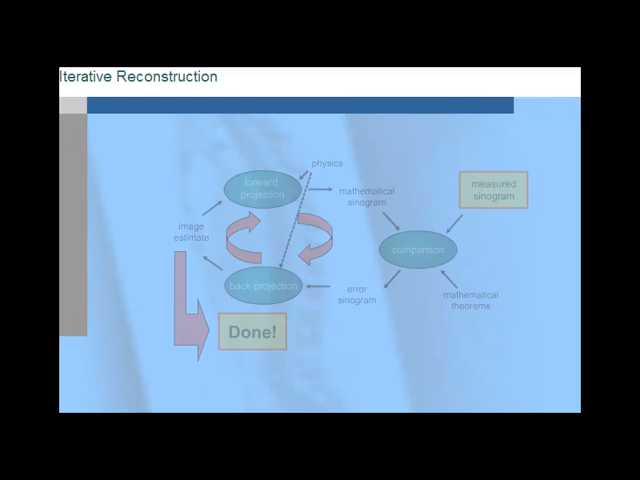 Iterative Reconstruction
physics
forward
projection
mathematical
sinogram
measured
sinogram
image
estimate
comparison
back projection
error
sinogram
mathematical
theorems
Done!